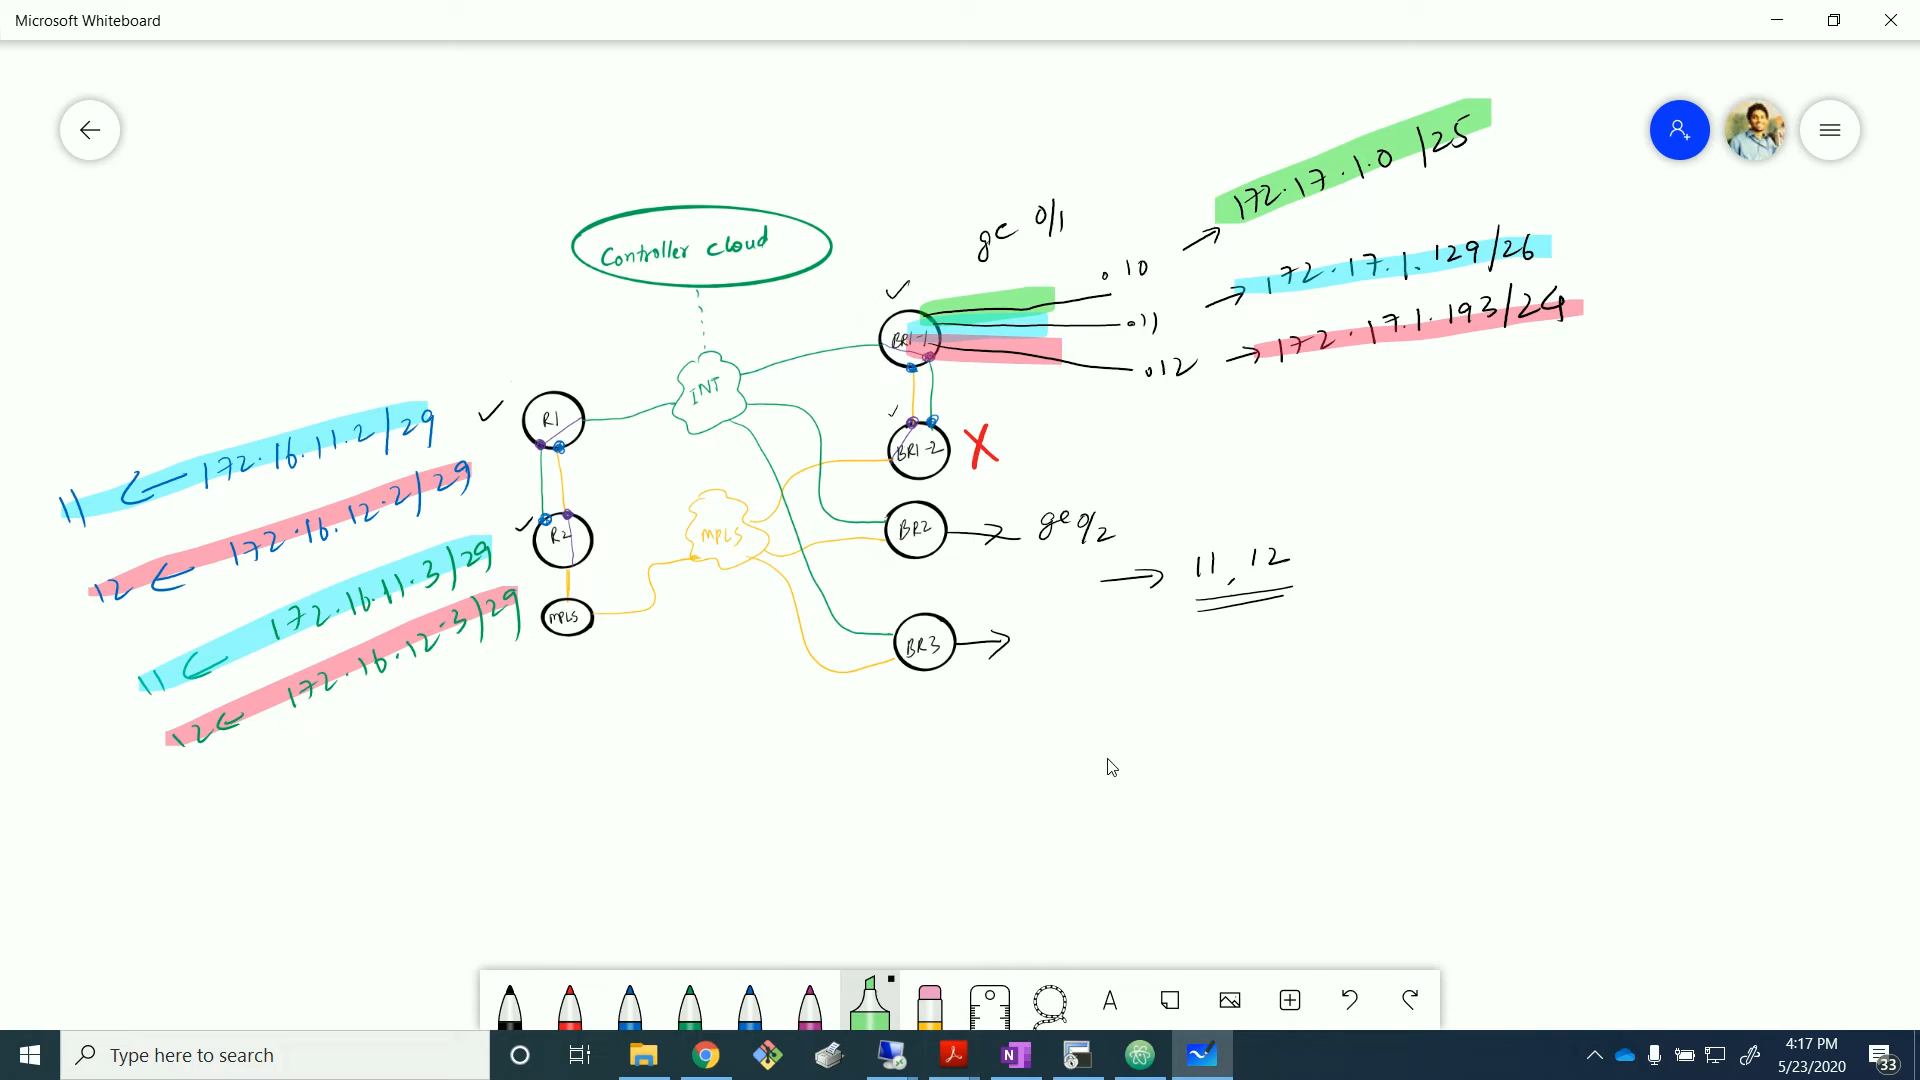 Microsoft Whiteboard
172.17.1.0/25
ge 0/1
Controller cloud
.10
172.17.1.129/26
.11
172.17.1.193/24
.12
BR1-1
INT
R1
11 ← 172.16.11.2/29
BR1-2
X
12 ← 172.16.12.2/29
R2
MPLS
BR2
ge 0/2
11, 12
11 ← 172.16.11.3/29
MPLS
12 ← 172.16.12.3/29
BR3
A
Type here to search
4:17 PM
5/23/2020
33